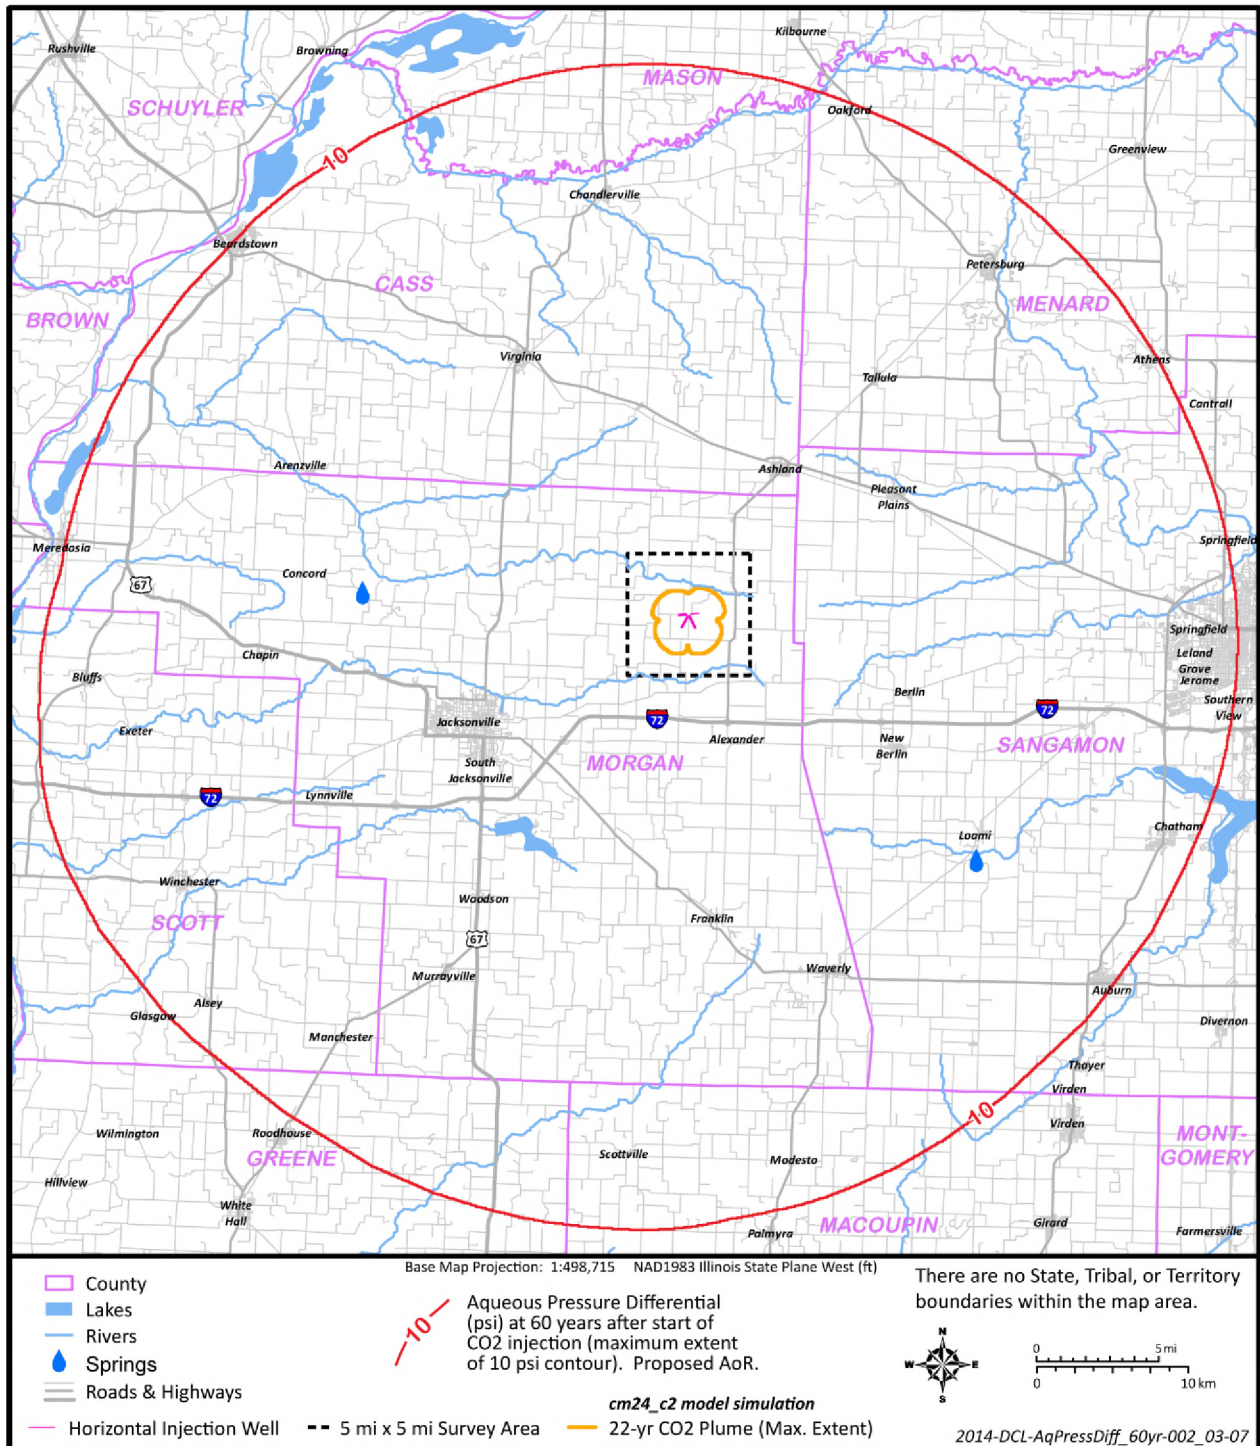 Rushville
Browning
Kilbourne
MASON
SCHUYLER
Oakford
Greenview
10
Chandlerville
Beardstown
Petersburg
CASS
MENARD
BROWN
Virginia
Athens
Tallula
Cantrall
Arenzville
Ashland
Pleasant
Plains
Meredosia
Springfield
Concord
67
Springfield
Leland
Grove
Jerome
Chapin
Bluffs
Berlin
Southern
View
72
72
Jacksonville
Exeter
Alexander
New
Berlin
SANGAMON
MORGAN
South
Jacksonville
72
Lynnville
Chatham
Loami
Winchester
Woodson
SCOTT
Franklin
67
Waverly
Murrayville
Auburn
Alsey
Glasgow
Divernon
Manchester
Thayer
Virden
10
Virden
Wilmington
Roodhouse
MONT-
GOMERY
GREENE
Scottville
Modesto
Hillview
White
Hall
MACOUPIN
Girard
Palmyra
Farmersville
County
Lakes
Rivers
Springs
Roads & Highways
Horizontal Injection Well
Base Map Projection: 1:498,715 NAD1983 Illinois State Plane West (ft)
10
Aqueous Pressure Differential
(psi) at 60 years after start of
CO2 injection (maximum extent
of 10 psi contour). Proposed AoR.
cm24_c2 model simulation
5 mi x 5 mi Survey Area
22-yr CO2 Plume (Max. Extent)
There are no State, Tribal, or Territory
boundaries within the map area.
N
W E
S
0 5 mi
0 10 km
2014-DCL-AqPressDiff_60yr-002_03-07